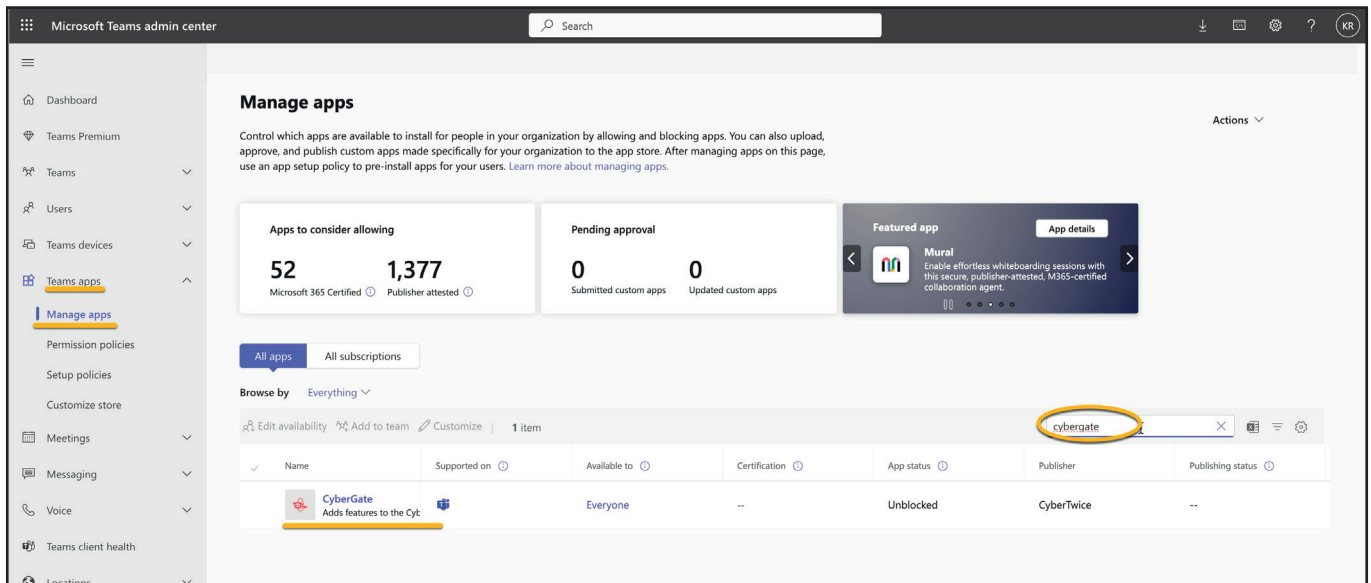 Microsoft Teams admin center
Search
KR
Dashboard
Teams Premium
Teams
Users
Teams devices
Teams apps
Manage apps
Permission policies
Setup policies
Customize store
Meetings
Messaging
Voice
Teams client health
Locations
Manage apps
Actions
Control which apps are available to install for people in your organization by allowing and blocking apps. You can also upload,
approve, and publish custom apps made specifically for your organization to the app store. After managing apps on this page,
use an app setup policy to pre-install apps for your users. Learn more about managing apps.
Apps to consider allowing
52 1,377
Microsoft 365 Certified Publisher attested
Pending approval
0 0
Submitted custom apps Updated custom apps
Featured app App details
Mural
Enable effortless whiteboarding sessions with
this secure, publisher-attested, M365-certified
collaboration agent.
All apps All subscriptions
Browse by Everything
Edit availability Add to team Customize | 1 item cybergate
Name Supported on Available to Certification App status Publisher Publishing status
CyberGate Everyone -- Unblocked CyberTwice --
Adds features to the Cyb